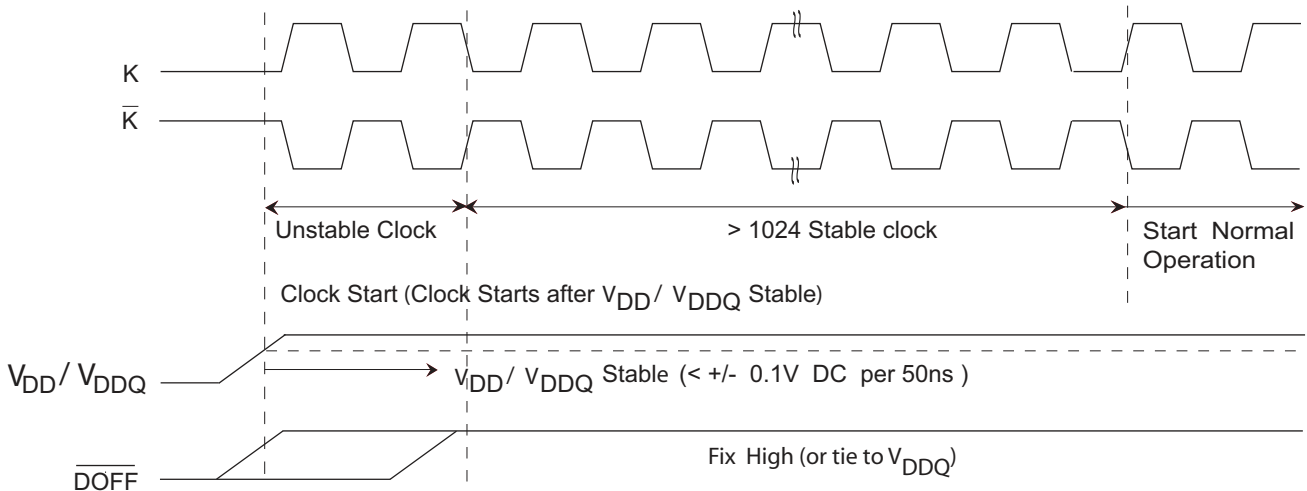 K
K̅
Unstable Clock
> 1024 Stable clock
Start Normal
Operation
Clock Start (Clock Starts after VDD / VDDQ Stable)
VDD / VDDQ
VDD / VDDQ Stable (< +/- 0.1V DC per 50ns )
Fix High (or tie to VDDQ)
D̅O̅F̅F̅